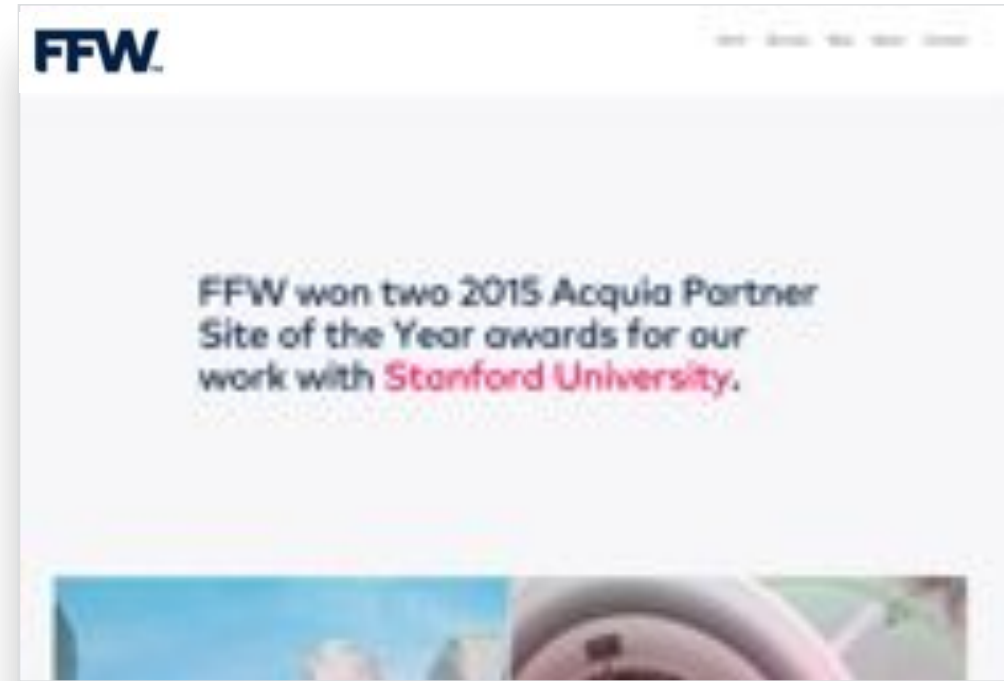 FFW
FFW won two 2015 Acquia Partner
Site of the Year awards for our
work with Stanford University.